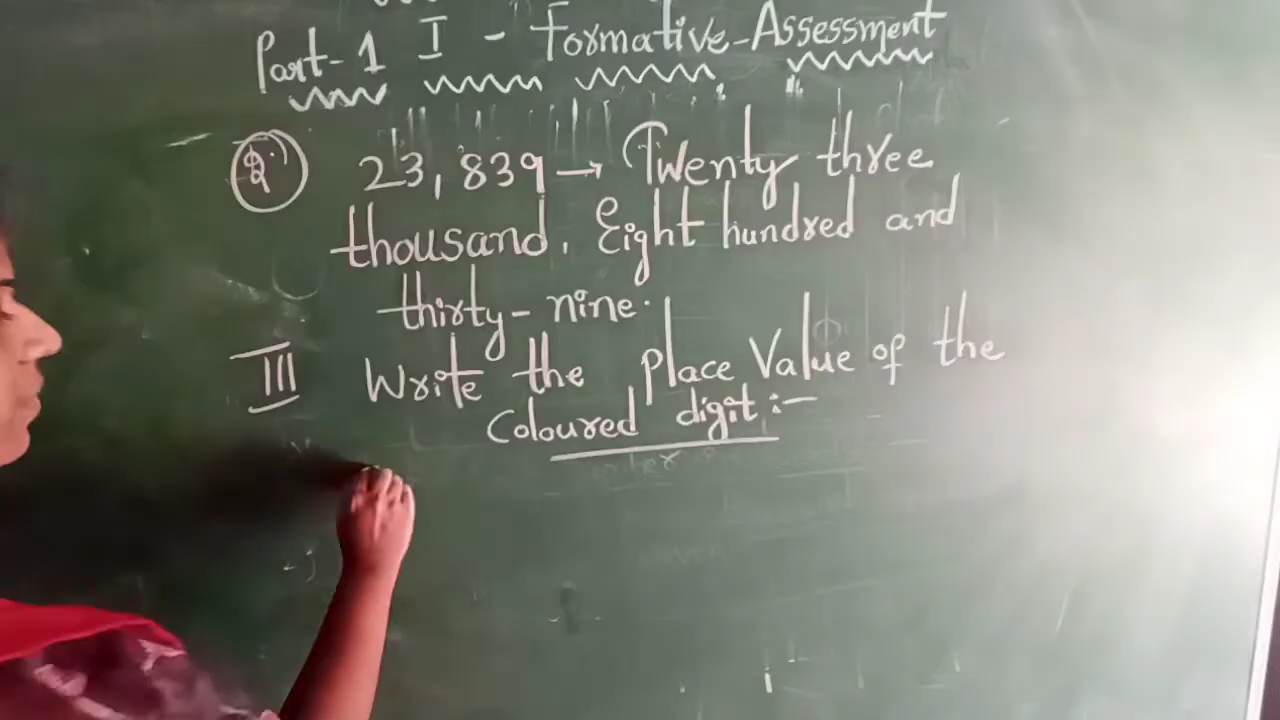 Part-1 I - Formative-Assessment
23,839 → Twenty three
thousand, Eight hundred and
thirty-nine.
III Write the place Value of the
Coloured digit :-